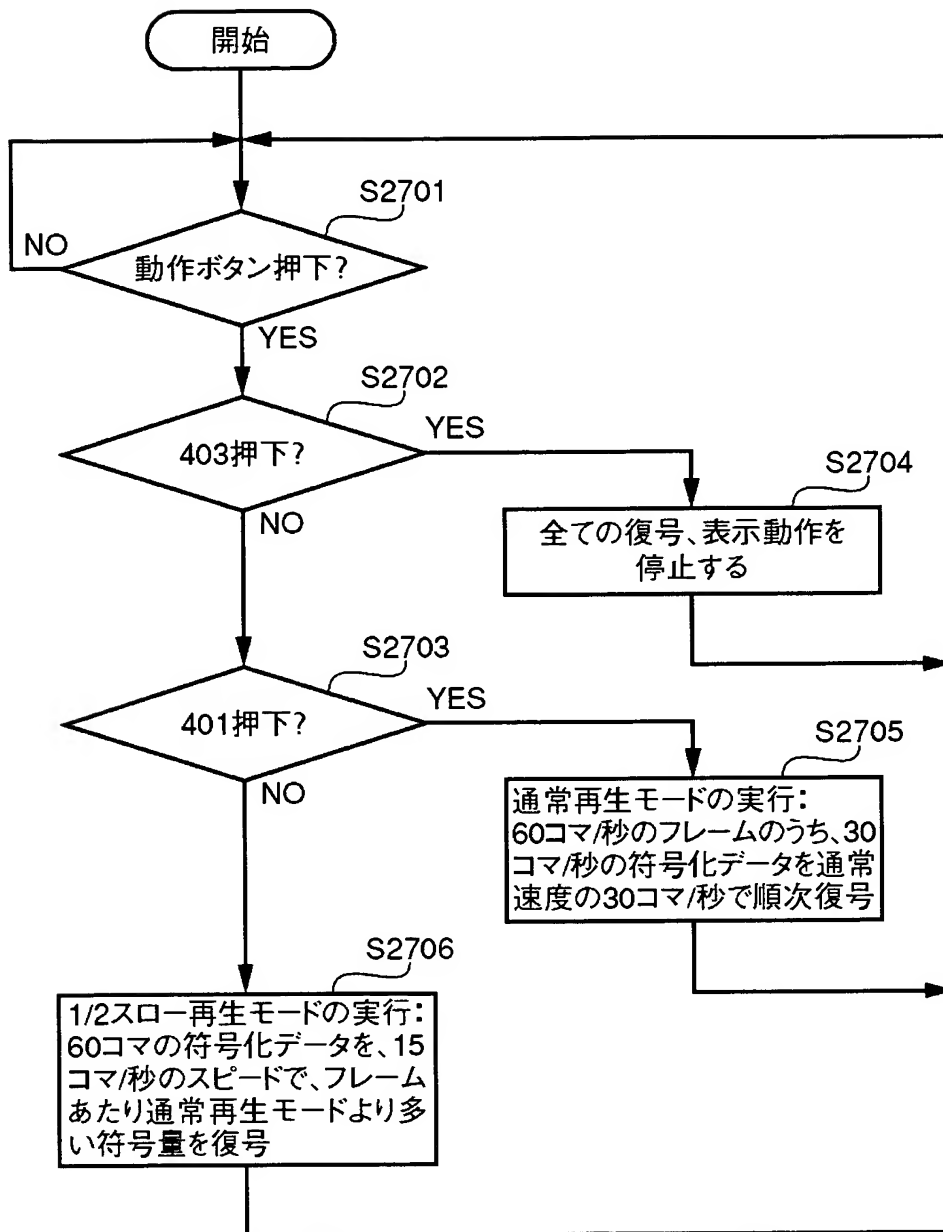 開始
S2701
NO
動作ボタン押下?
YES
S2702
403押下?
YES
NO
S2704
全ての復号、表示動作を
停止する
S2703
401押下?
YES
NO
S2705
通常再生モードの実行:
60コマ/秒のフレームのうち、30
コマ/秒の符号化データを通常
速度の30コマ/秒で順次復号
S2706
1/2スロー再生モードの実行:
60コマの符号化データを、15
コマ/秒のスピードで、フレーム
あたり通常再生モードより多
い符号量を復号